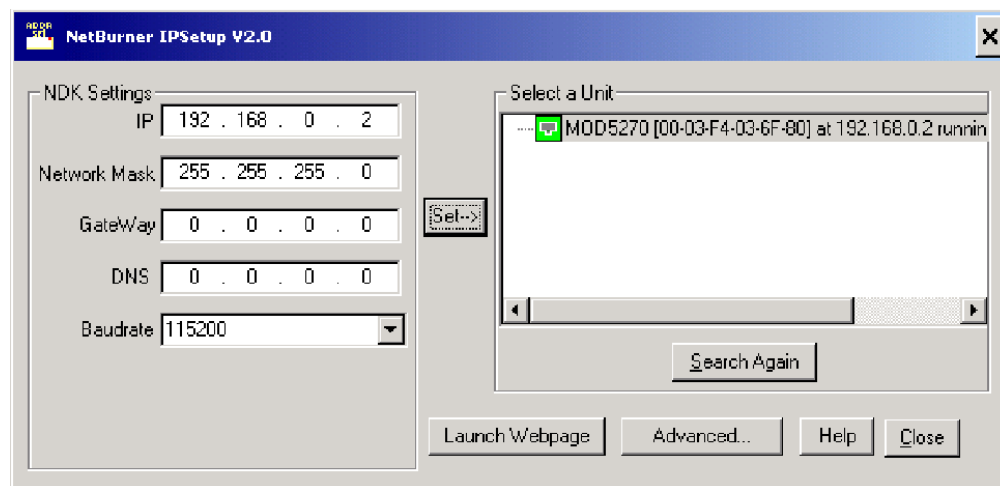 NetBurner IPSetup V2.0
NDK Settings
IP 192 . 168 . 0 . 2
Network Mask 255 . 255 . 255 . 0
GateWay 0 . 0 . 0 . 0
DNS 0 . 0 . 0 . 0
Baudrate 115200
Set-->
Select a Unit
MOD5270 [00-03-F4-03-6F-80] at 192.168.0.2 runnin
Search Again
Launch Webpage
Advanced...
Help
Close